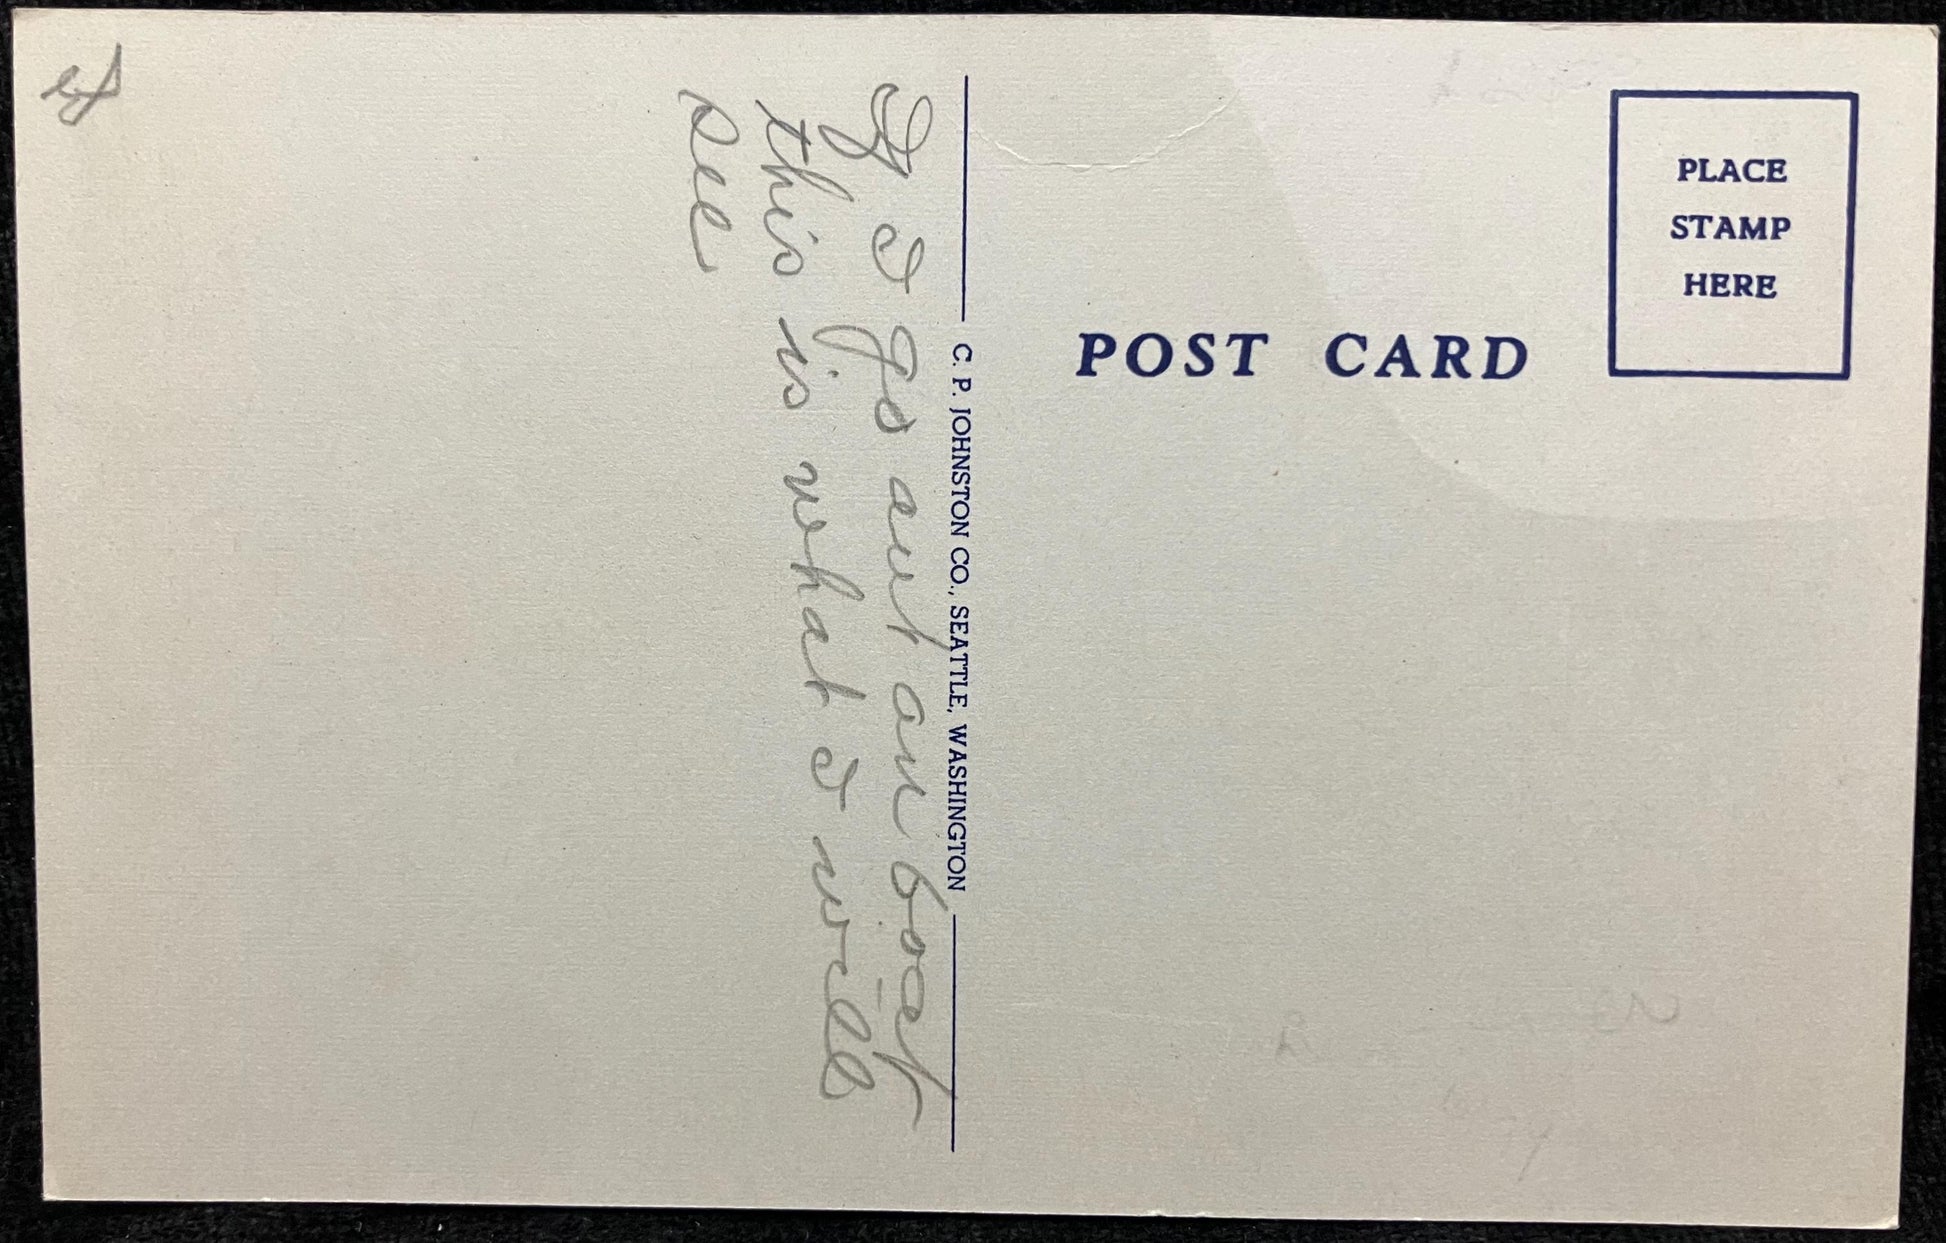 If I go out on boat
this is what I will
see
C. P. JOHNSTON CO., SEATTLE, WASHINGTON
POST CARD
PLACE
STAMP
HERE